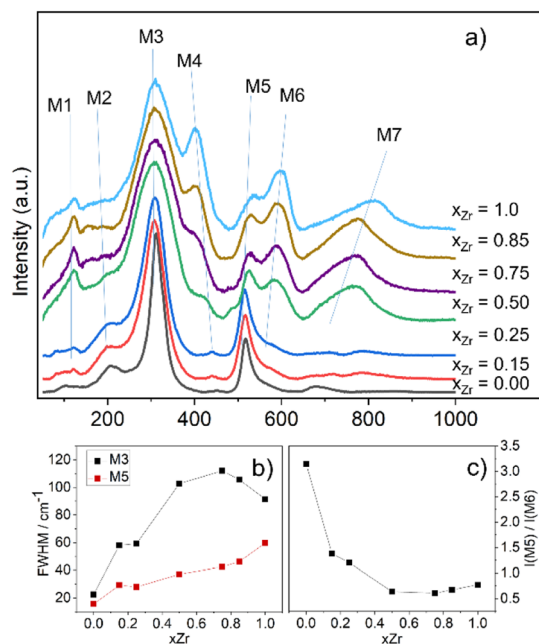 a)
M3
M4
M1
M2
M5
M6
M7
Intensity (a.u.)
xZr = 1.0
xZr = 0.85
xZr = 0.75
xZr = 0.50
xZr = 0.25
xZr = 0.15
xZr = 0.00
200 400 600 800 1000
b)
M3
M5
FWHM / cm-1
120
100
80
60
40
20
0.0 0.2 0.4 0.6 0.8 1.0
xZr
c)
3.5
3.0
2.5
2.0
1.5
1.0
0.5
0.0
I(M5) / I(M6)
0.0 0.2 0.4 0.6 0.8 1.0
xZr